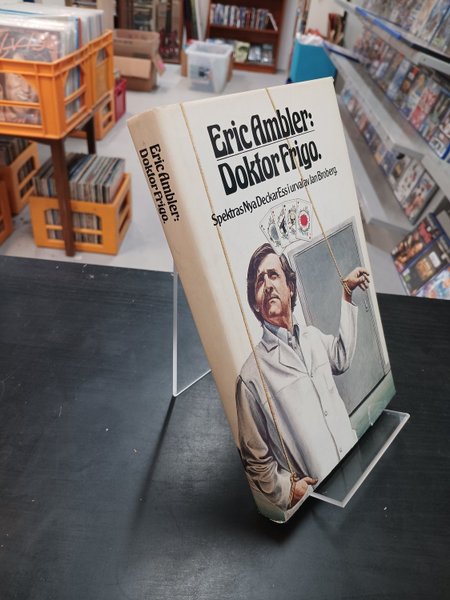 Eric Ambler:
Doktor Frigo.
Eric Ambler:
Doktor Frigo.
Spektras Nya DeckarEss i urval av Jan Broberg.